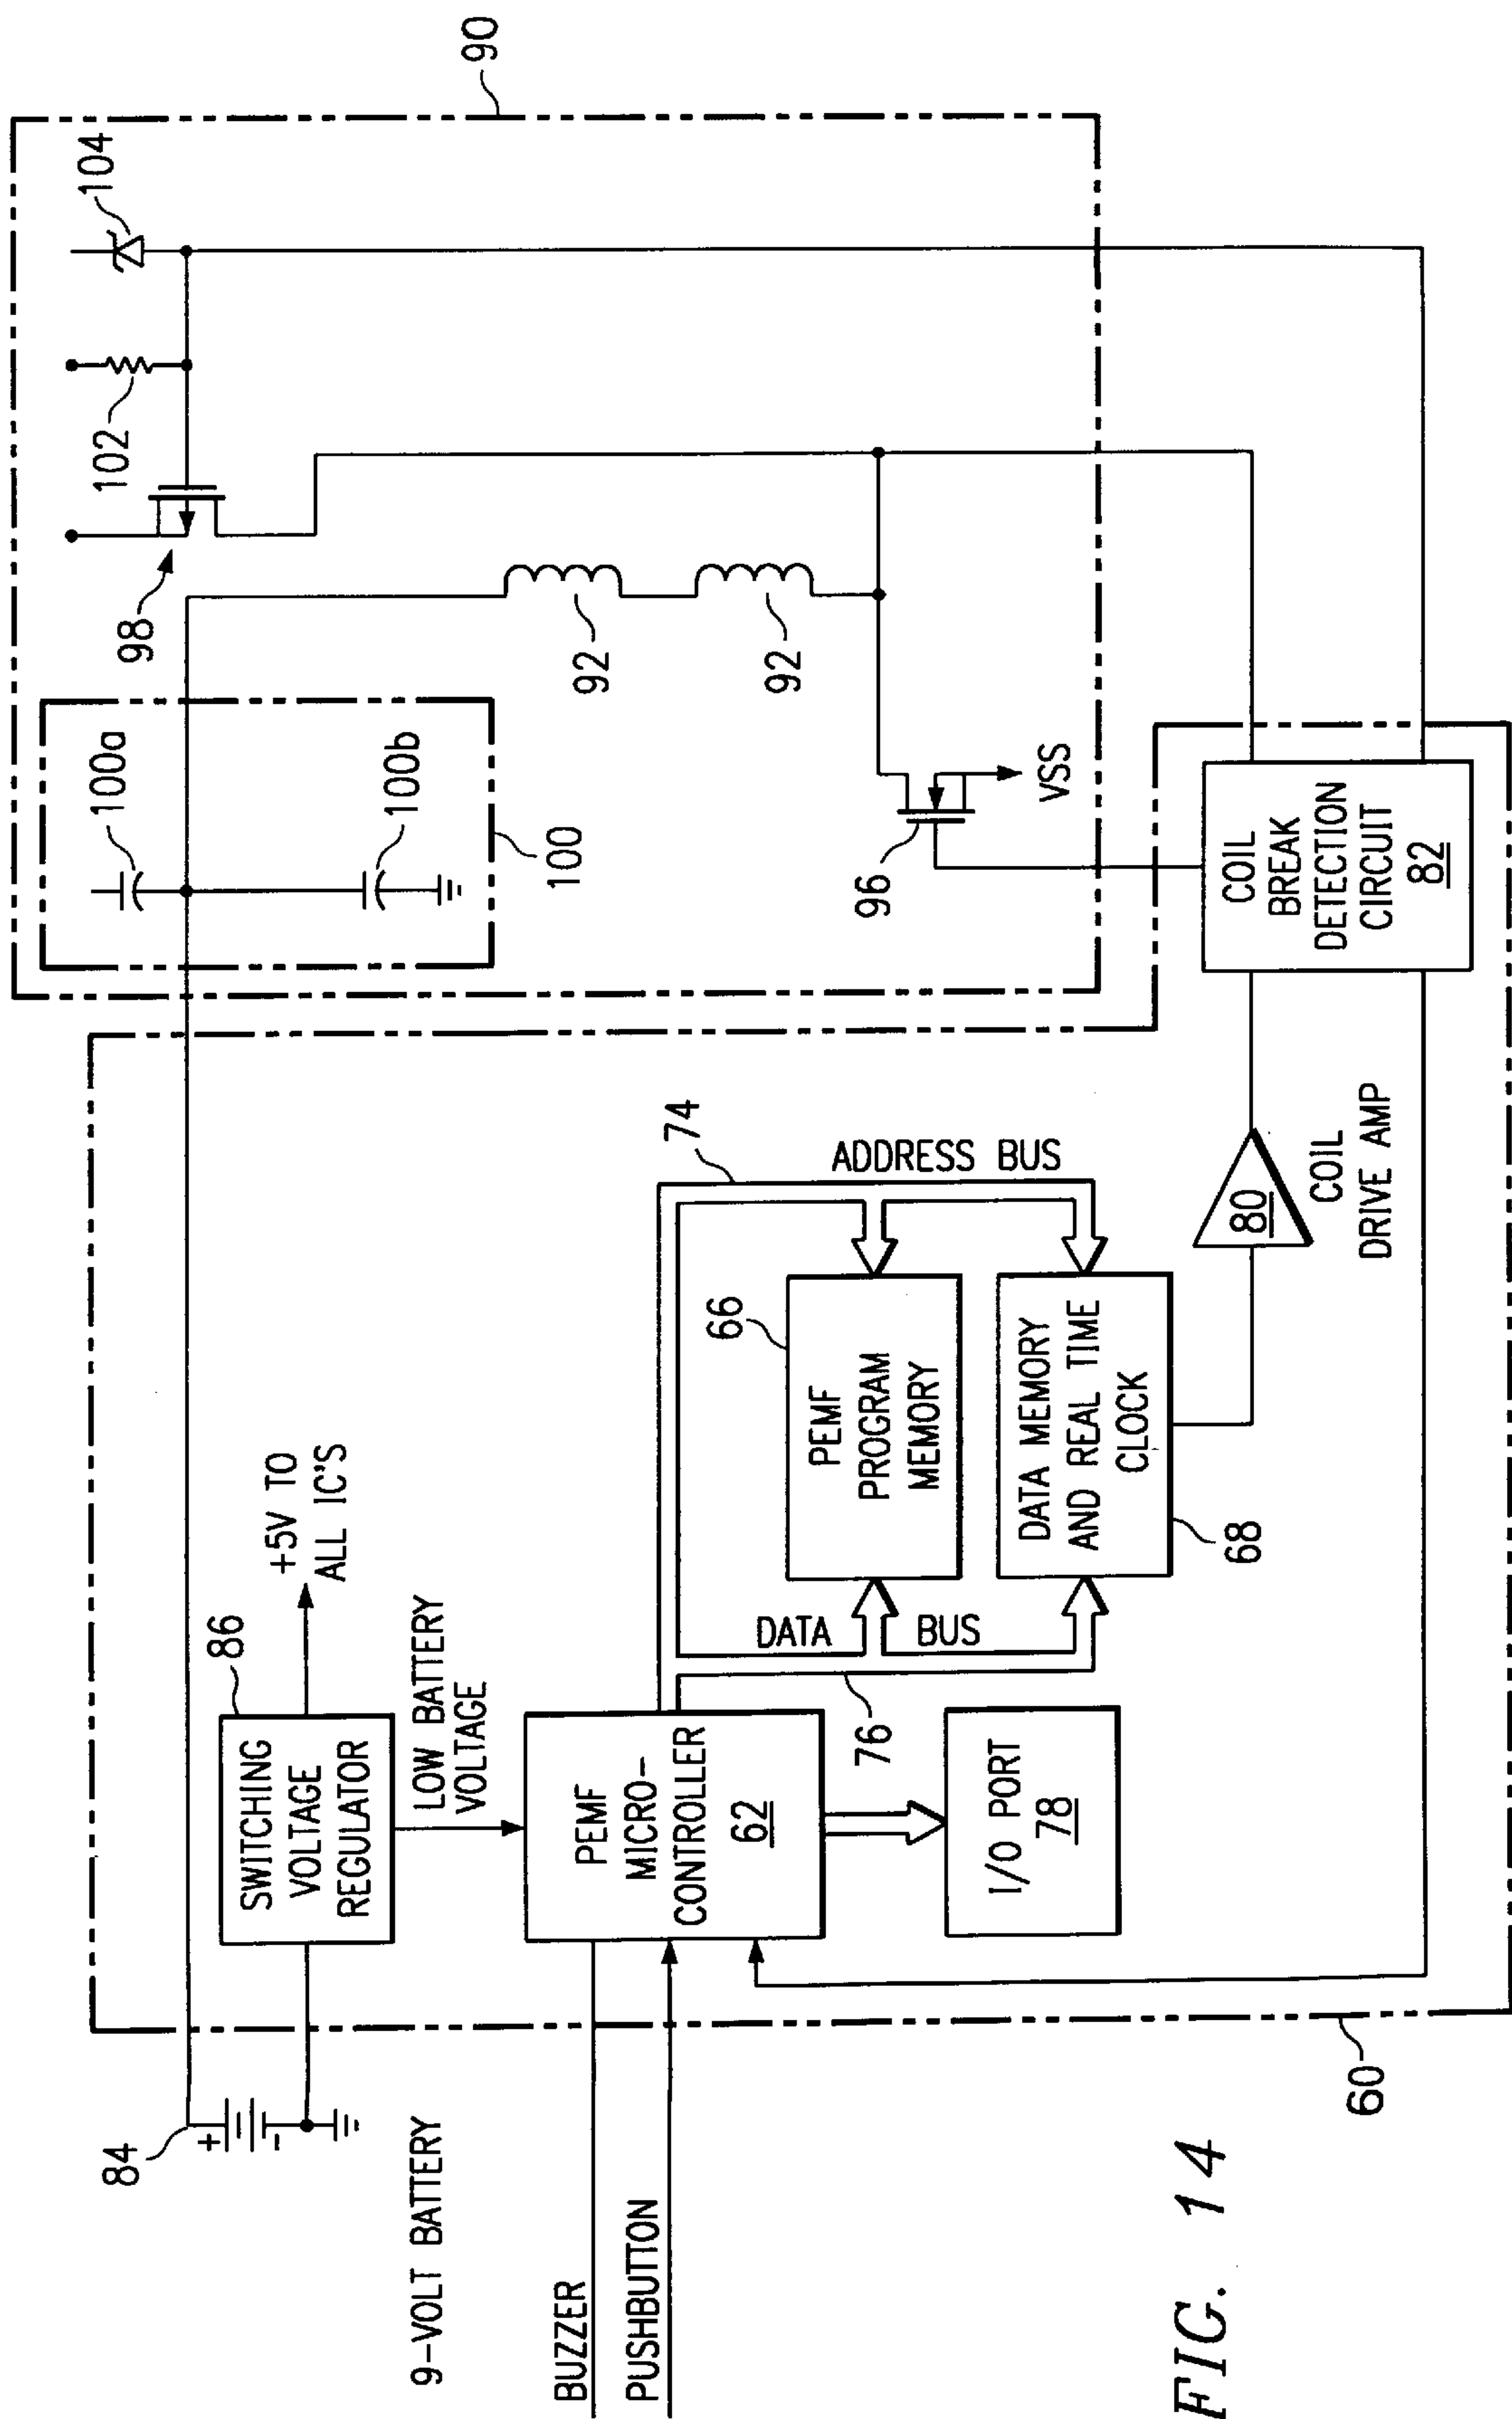 84
+
-
9-VOLT BATTERY
BUZZER
PUSHBUTTON
86
SWITCHING
VOLTAGE
REGULATOR
+5V TO
ALL IC'S
LOW BATTERY
VOLTAGE
PEMF
MICRO-
CONTROLLER
62
76
I/O PORT
78
74
ADDRESS BUS
66
PEMF
PROGRAM
MEMORY
DATA BUS
DATA MEMORY
AND REAL TIME
CLOCK
68
80
COIL
DRIVE AMP
60
100a
100b
100
98
102
104
90
92
92
96
VSS
COIL
BREAK
DETECTION
CIRCUIT
82
FIG. 14